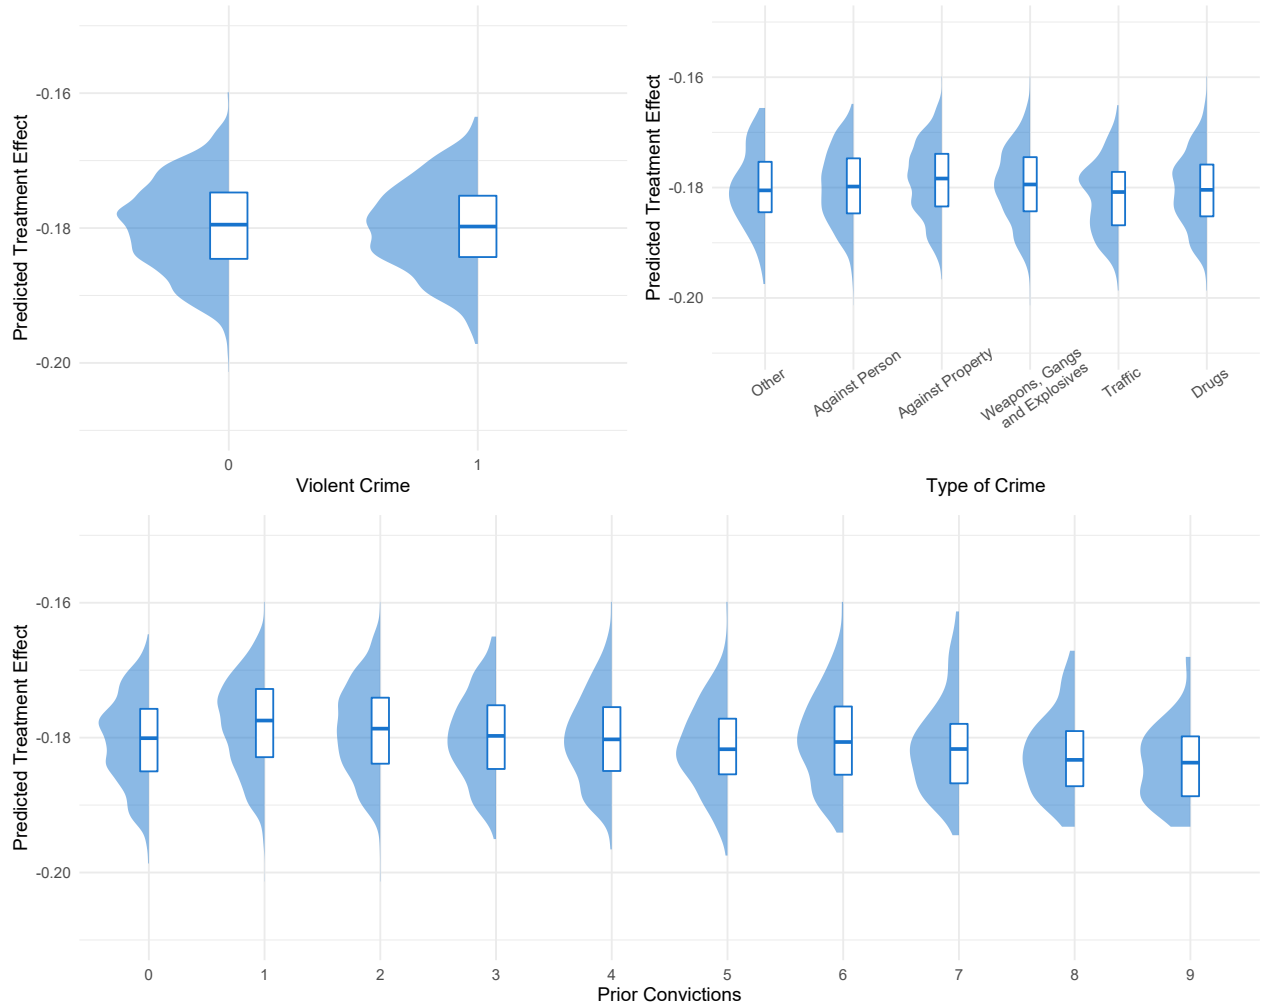 Predicted Treatment Effect
-0.16
-0.18
-0.20
0
1
Violent Crime
Predicted Treatment Effect
-0.16
-0.18
-0.20
Other
Against Person
Against Property
Weapons, Gangs
and Explosives
Traffic
Drugs
Type of Crime
Predicted Treatment Effect
-0.16
-0.18
-0.20
0
1
2
3
4
5
6
7
8
9
Prior Convictions